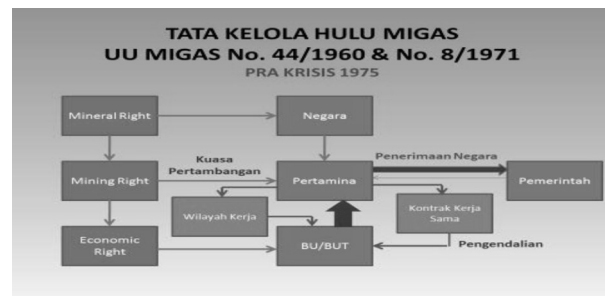 TATA KELOLA HULU MIGAS
UU MIGAS No. 44/1960 & No. 8/1971
PRA KRISIS 1975
Mineral Right
Negara
Kuasa
Pertambangan
Penerimaan Negara
Mining Right
Pertamina
Pemerintah
Wilayah Kerja
Kontrak Kerja
Sama
Economic
Right
BU/BUT
Pengendalian